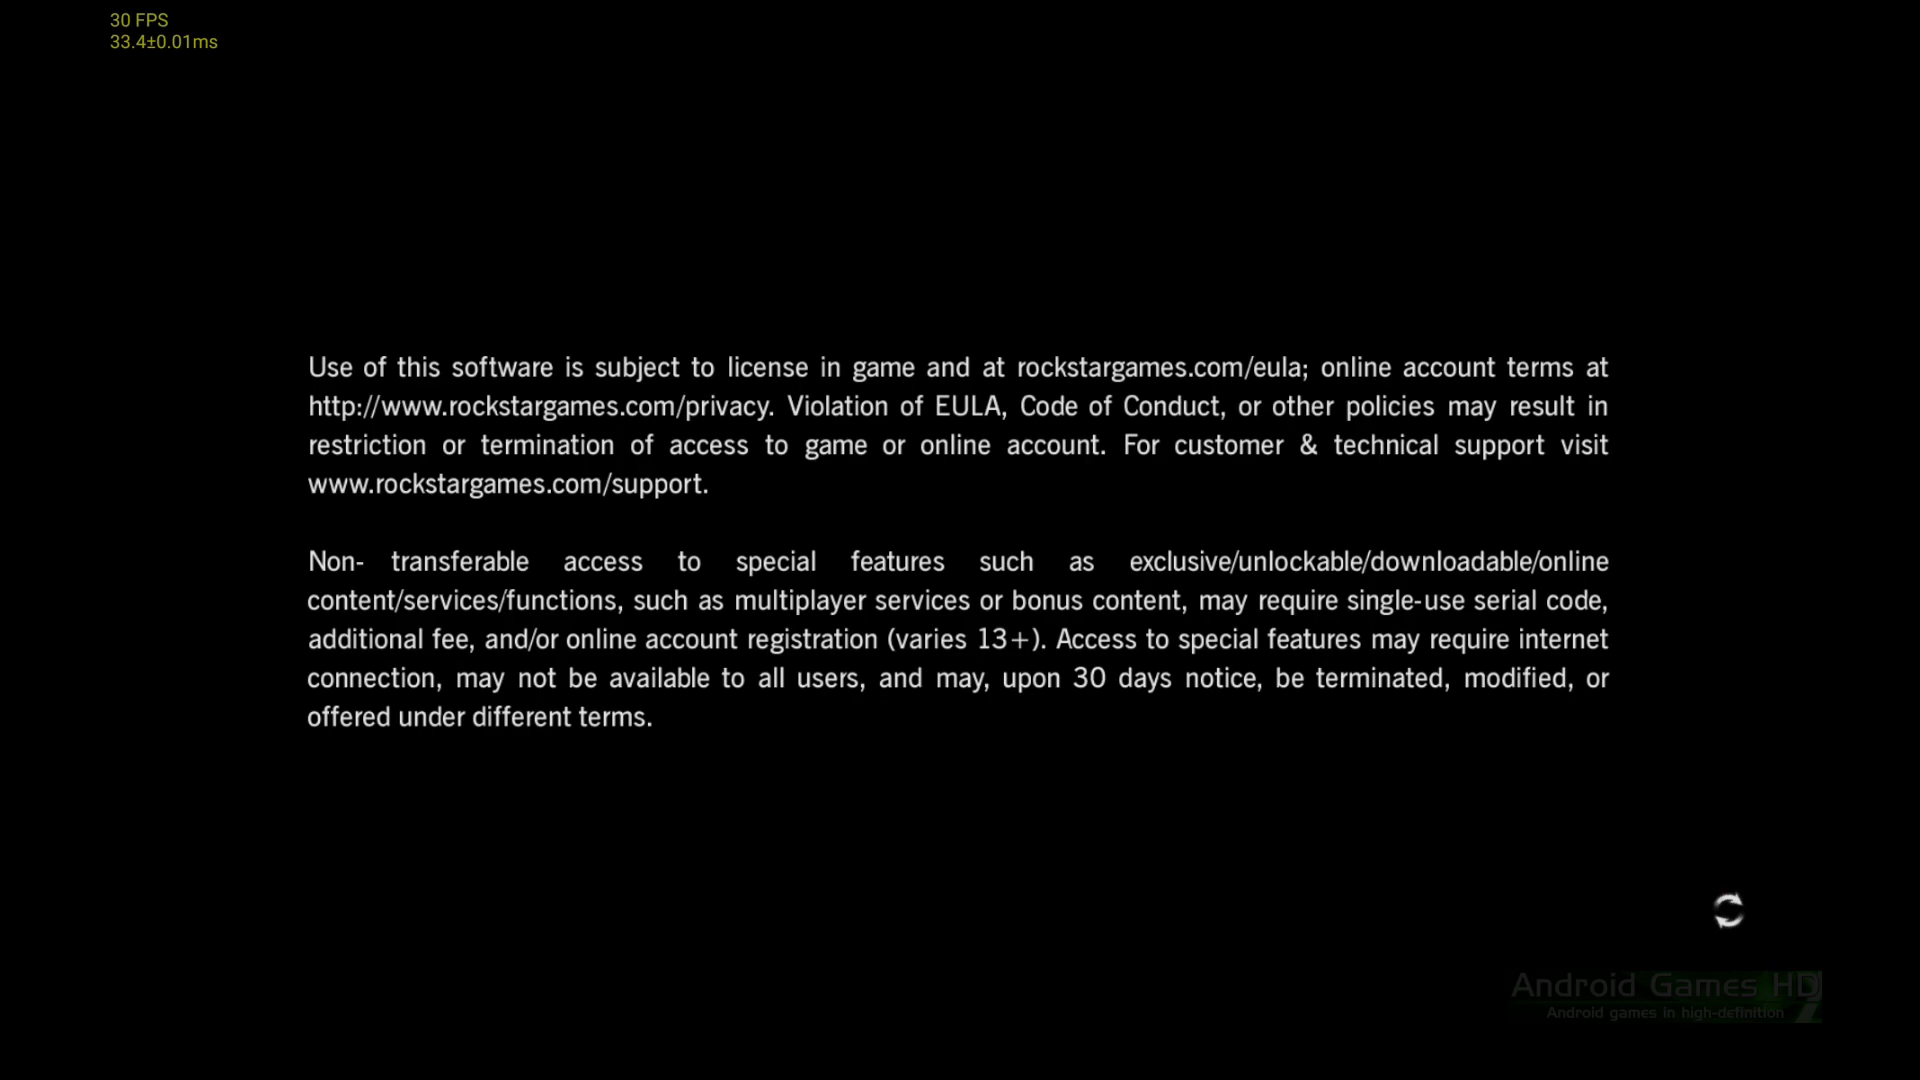 30 FPS
33.4±0.01ms
Use of this software is subject to license in game and at rockstargames.com/eula; online account terms at
http://www.rockstargames.com/privacy. Violation of EULA, Code of Conduct, or other policies may result in
restriction or termination of access to game or online account. For customer & technical support visit
www.rockstargames.com/support.
Non- transferable access to special features such as exclusive/unlockable/downloadable/online
content/services/functions, such as multiplayer services or bonus content, may require single-use serial code,
additional fee, and/or online account registration (varies 13+). Access to special features may require internet
connection, may not be available to all users, and may, upon 30 days notice, be terminated, modified, or
offered under different terms.
Android Games HD
Android games in high-definition